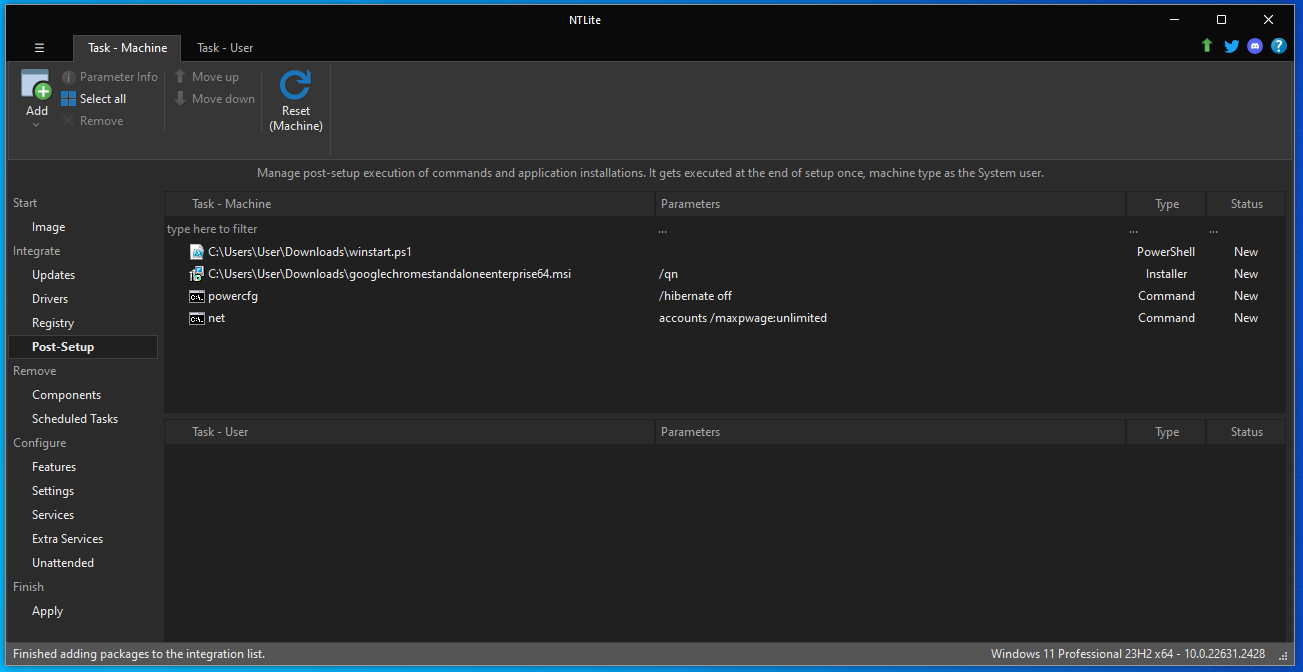 NTLite
Task - Machine
Task - User
Add
Parameter Info
Select all
Remove
Move up
Move down
Reset
(Machine)
Manage post-setup execution of commands and application installations. It gets executed at the end of setup once, machine type as the System user.
Start
Image
Integrate
Updates
Drivers
Registry
Post-Setup
Remove
Components
Scheduled Tasks
Configure
Features
Settings
Services
Extra Services
Unattended
Finish
Apply
Task - Machine Parameters Type Status
type here to filter ... ... ...
C:\Users\User\Downloads\winstart.ps1 PowerShell New
C:\Users\User\Downloads\googlechromestandaloneenterprise64.msi /qn Installer New
powercfg /hibernate off Command New
net accounts /maxpwage:unlimited Command New
Task - User Parameters Type Status
Finished adding packages to the integration list.
Windows 11 Professional 23H2 x64 - 10.0.22631.2428